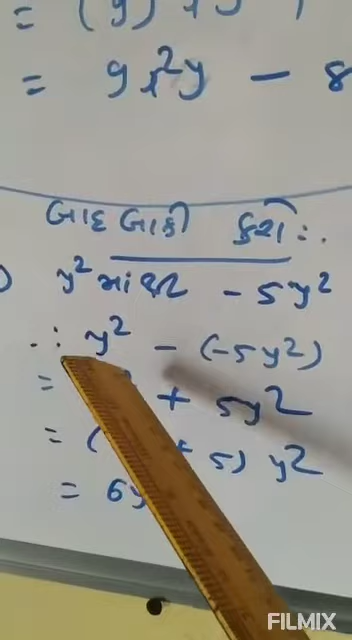 =
= 9x²y - 8
બાદબાકી કરો :.
) y² માંથી - 5y²
∴ y² - (-5y²)
= + 5y²
= ( + 5) y²
= 6y
FILMIX